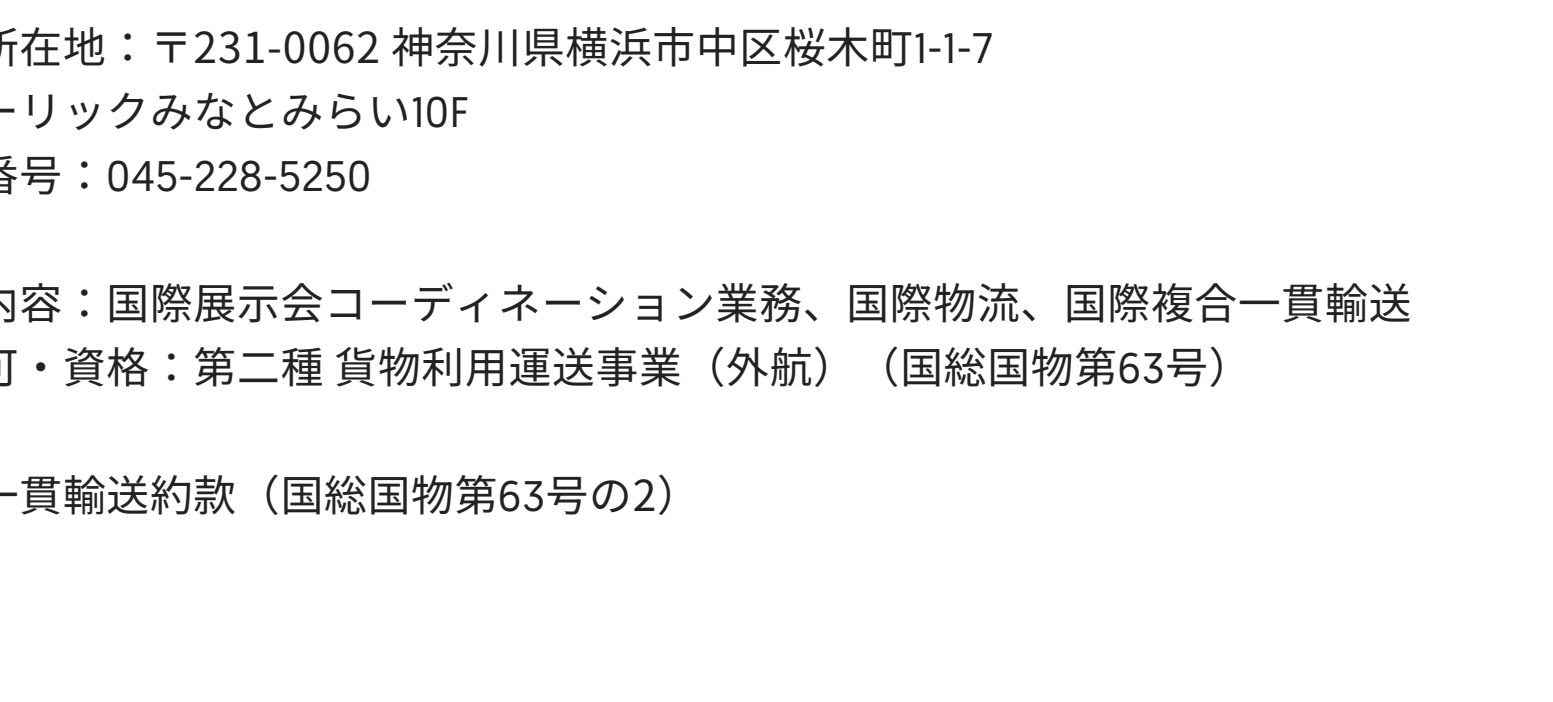 所在地：〒231-0062 神奈川県横浜市中区桜木町1-1-7
ーリックみなとみらい10F
番号：045-228-5250
内容：国際展示会コーディネーション業務、国際物流、国際複合一貫輸送
可・資格：第二種 貨物利用運送事業（外航）（国総国物第63号）
一貫輸送約款（国総国物第63号の2）